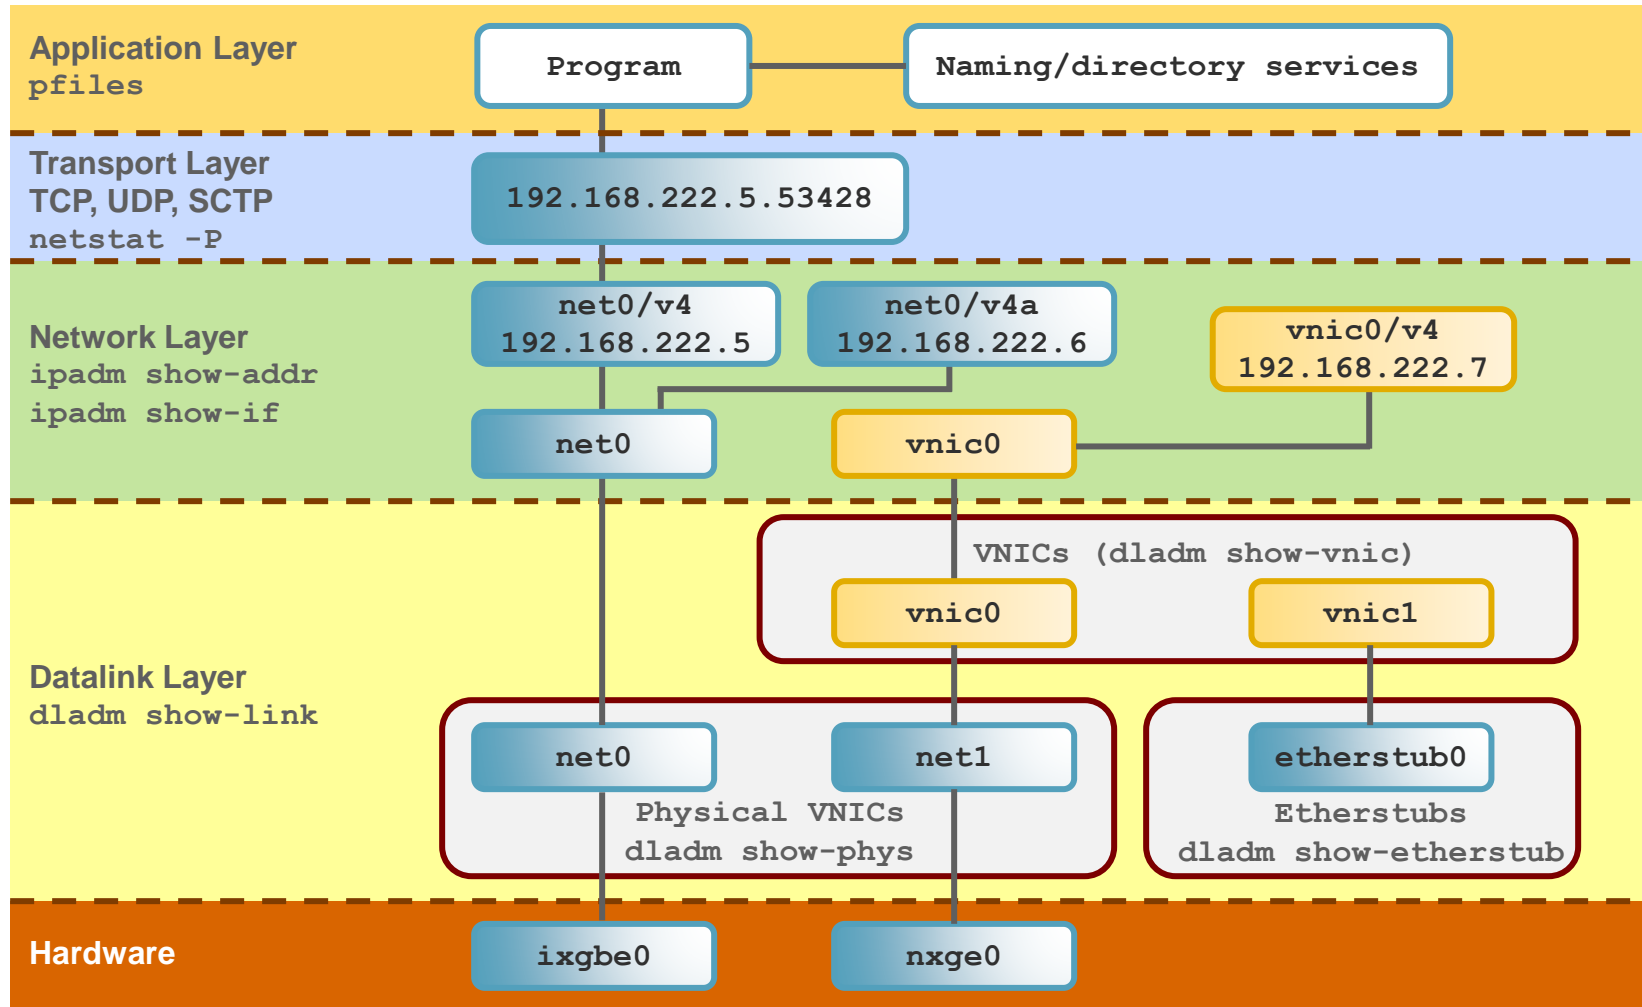 Application Layer
pfiles
Program
Naming/directory services
Transport Layer
TCP, UDP, SCTP
netstat -P
192.168.222.5.53428
Network Layer
ipadm show-addr
ipadm show-if
net0/v4
192.168.222.5
net0/v4a
192.168.222.6
vnic0/v4
192.168.222.7
net0
vnic0
Datalink Layer
dladm show-link
VNICs (dladm show-vnic)
vnic0
vnic1
net0
net1
Physical VNICs
dladm show-phys
etherstub0
Etherstubs
dladm show-etherstub
Hardware
ixgbe0
nxge0